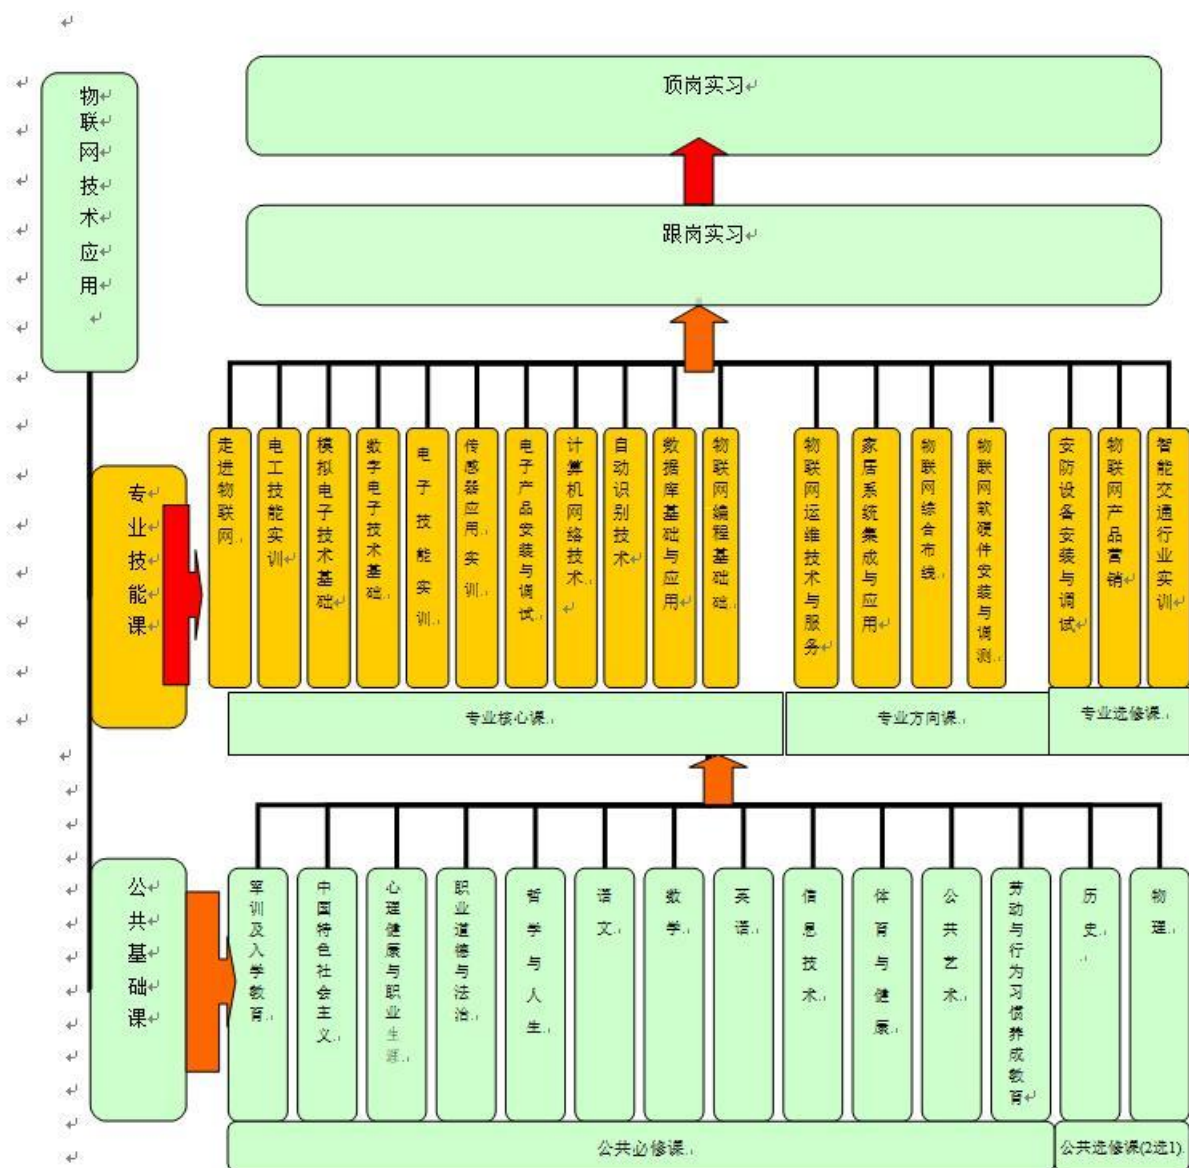 物联网技术应用
顶岗实习
跟岗实习
专业技能课
走进物联网
电工技能实训
模拟电子技术基础
数字电子技术基础
电子技能实训
传感器应用实训
电子产品安装与调试
计算机网络技术
自动识别技术
数据库基础与应用
物联网编程基础础
物联网运维技术与服务
家居系统集成与应用
物联网综合布线
物联网软硬件安装与调测
安防设备安装与调试
物联网产品营销
智能交通行业实训
专业核心课
专业方向课
专业选修课
公共基础课
军训及入学教育
中国特色社会主义
心理健康与职业生涯
职业道德与法治
哲学与人生
语文
数学
英语
信息技术
体育与健康
公共艺术
劳动与行为习惯养成教育
历史
物理
公共必修课
公共选修课(2选1)